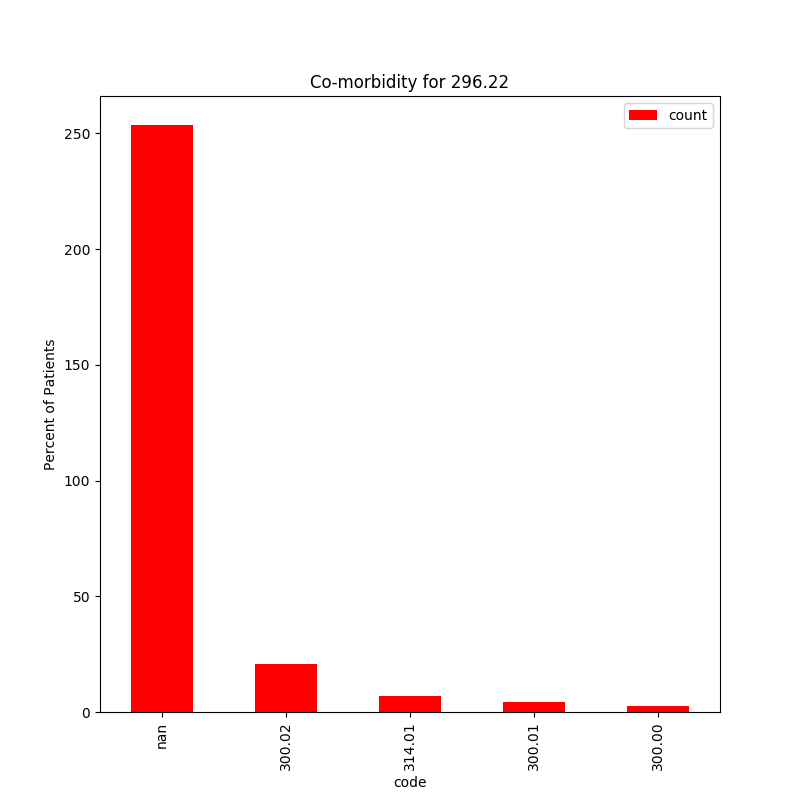 Co-morbidity for 296.22
count
Percent of Patients
250
200
150
100
50
0
nan
300.02
314.01
300.01
300.00
code